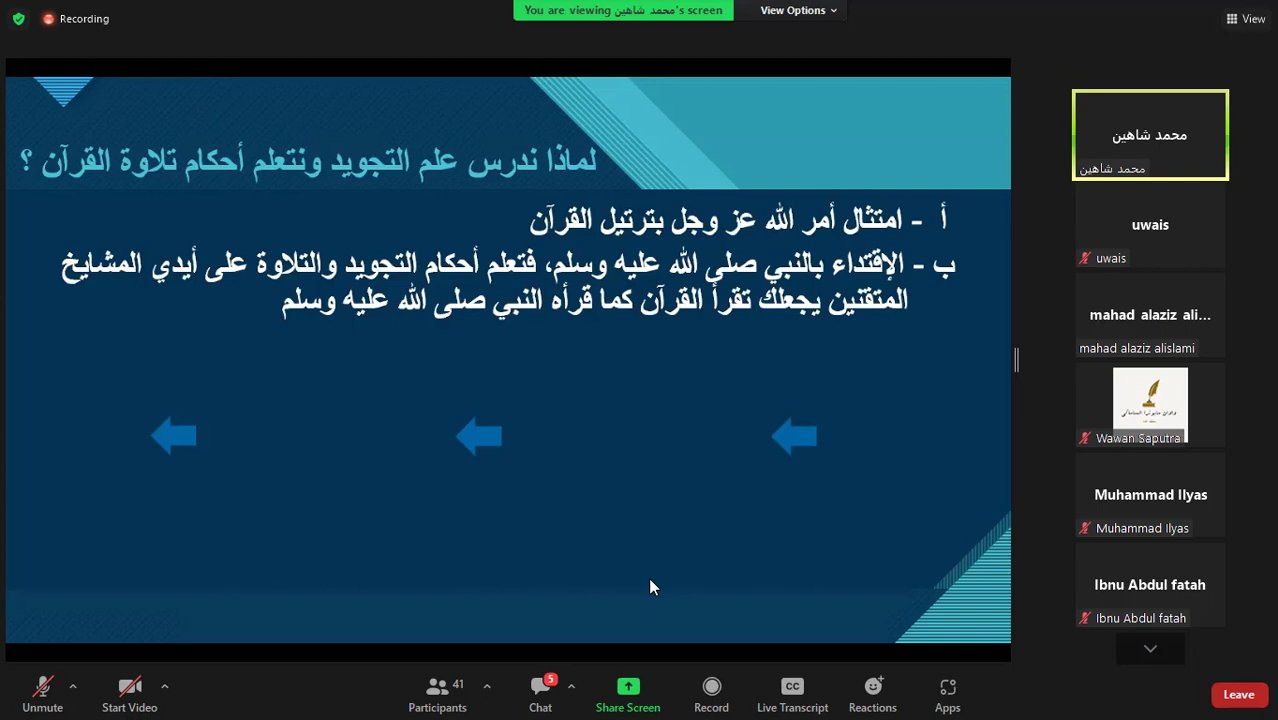 Recording
You are viewing محمد شاهين's screen
View Options
View
لماذا ندرس علم التجويد ونتعلم أحكام تلاوة القرآن ؟
أ - امتثال أمر الله عز وجل بترتيل القرآن
ب - الإقتداء بالنبي صلى الله عليه وسلم، فتعلم أحكام التجويد والتلاوة على أيدي المشايخ
المتقنين يجعلك تقرأ القرآن كما قرأه النبي صلى الله عليه وسلم
محمد شاهين
محمد شاهين
uwais
uwais
mahad alaziz ali...
mahad alaziz alislami
Wawan Saputra
Muhammad Ilyas
Muhammad Ilyas
Ibnu Abdul fatah
Ibnu Abdul fatah
Unmute
Start Video
41
Participants
5
Chat
Share Screen
Record
CC
Live Transcript
Reactions
Apps
Leave